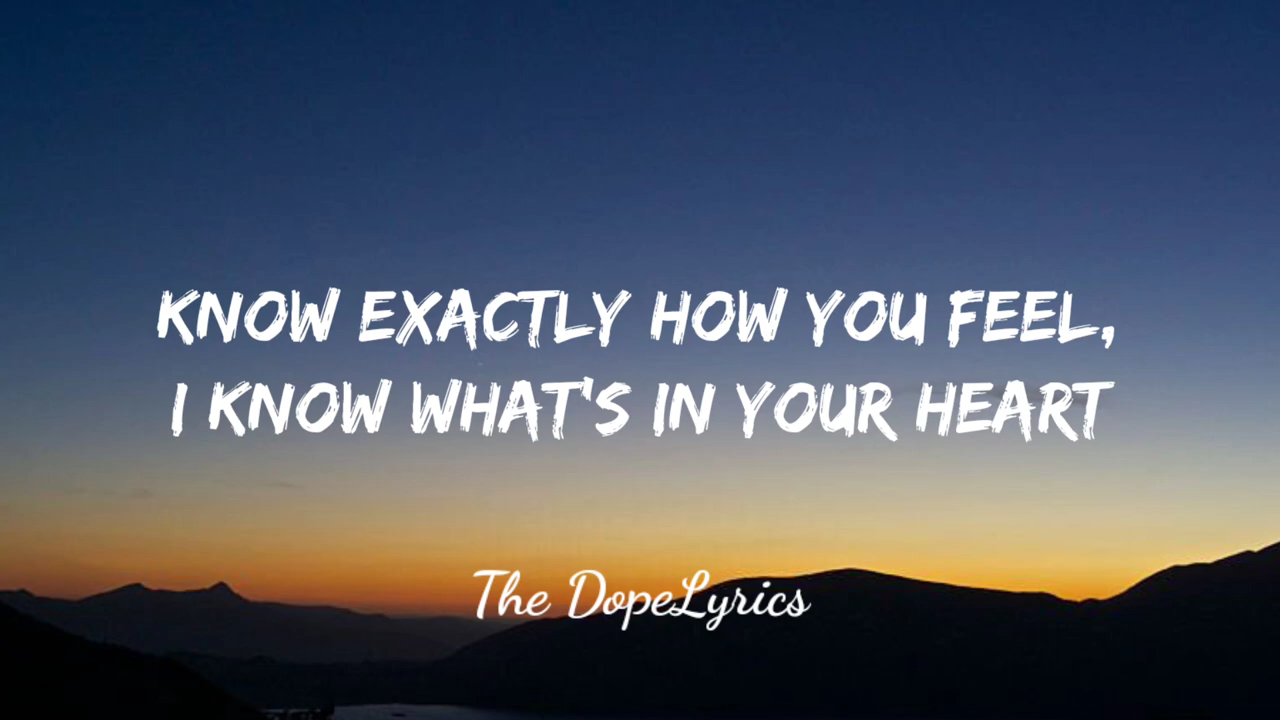 KNOW EXACTLY HOW YOU FEEL,
I KNOW WHAT'S IN YOUR HEART
The DopeLyrics